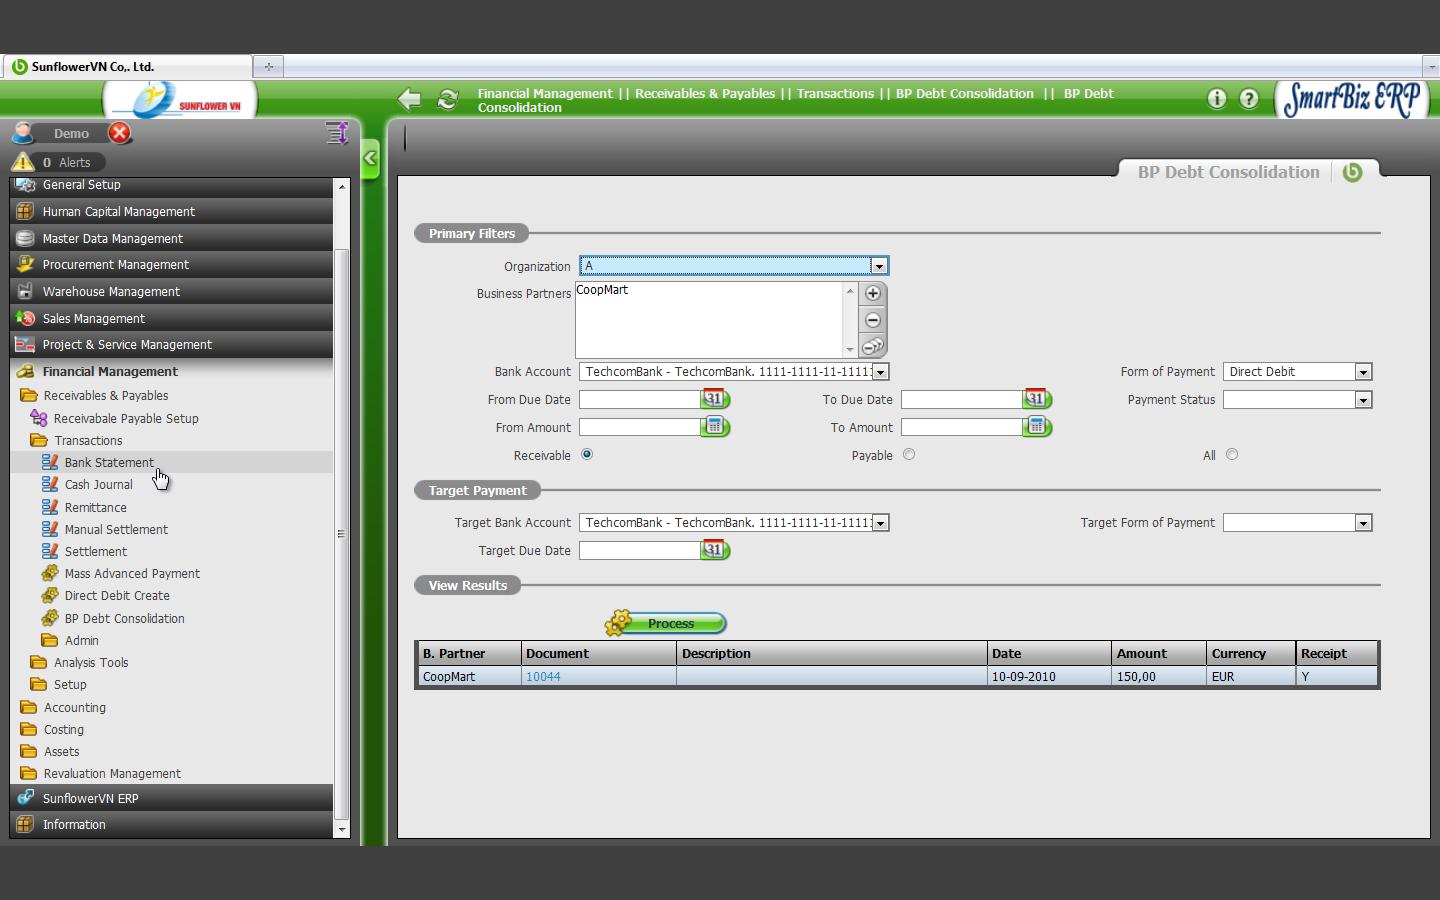 SunflowerVN Co,. Ltd.
SUNFLOWER VN
Financial Management || Receivables & Payables || Transactions || BP Debt Consolidation || BP Debt
Consolidation
SmartBiz ERP
Demo
0 Alerts
BP Debt Consolidation
General Setup
Human Capital Management
Master Data Management
Procurement Management
Warehouse Management
Sales Management
Project & Service Management
Financial Management
Receivables & Payables
Receivabale Payable Setup
Transactions
Bank Statement
Cash Journal
Remittance
Manual Settlement
Settlement
Mass Advanced Payment
Direct Debit Create
BP Debt Consolidation
Admin
Analysis Tools
Setup
Accounting
Costing
Assets
Revaluation Management
SunflowerVN ERP
Information
Primary Filters
Organization A
Business Partners CoopMart
Bank Account TechcomBank - TechcomBank. 1111-1111-11-1111: Form of Payment Direct Debit
From Due Date 31 To Due Date 31 Payment Status
From Amount To Amount
Receivable Payable All
Target Payment
Target Bank Account TechcomBank - TechcomBank. 1111-1111-11-1111: Target Form of Payment
Target Due Date 31
View Results
Process
B. Partner Document Description Date Amount Currency Receipt
CoopMart 10044 10-09-2010 150,00 EUR Y